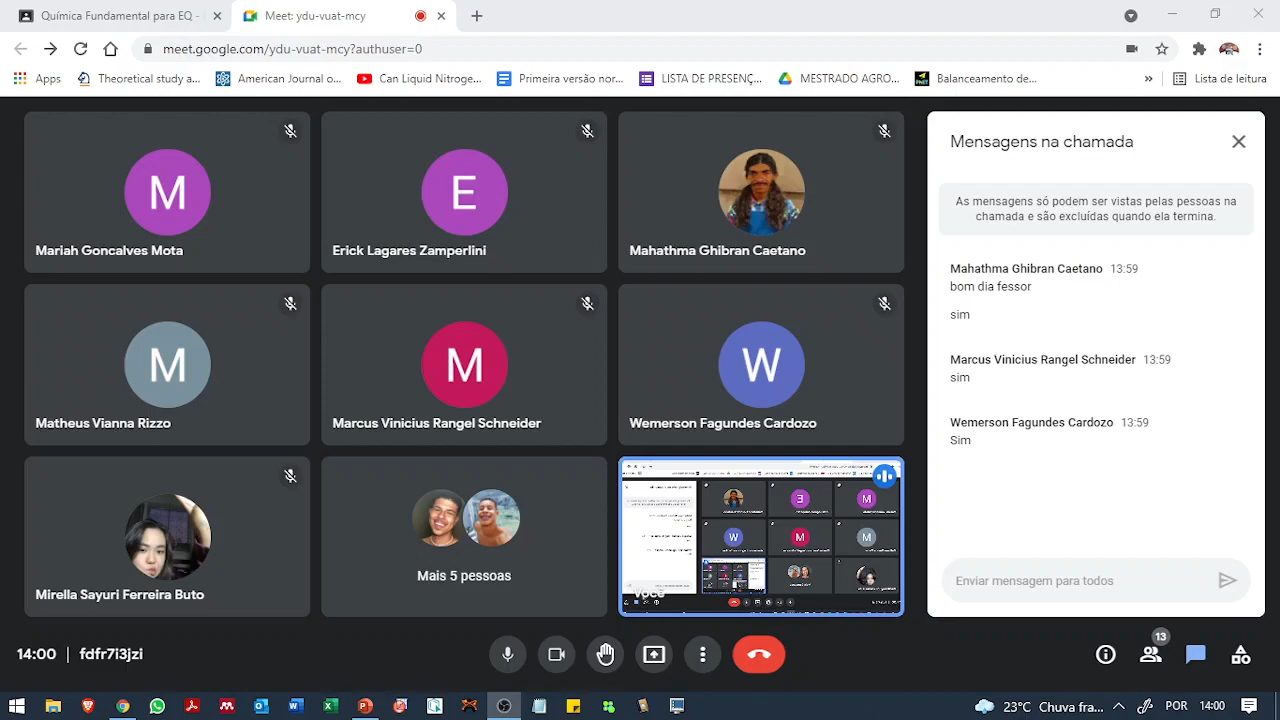 Química Fundamental para EQ -
Meet: ydu-vuat-mcy
meet.google.com/ydu-vuat-mcy?authuser=0
Apps
Theoretical study a...
American Journal o...
Can Liquid Nitroge...
Primeira versão nor...
LISTA DE PRESENÇ...
MESTRADO AGRO...
Balanceamento de...
»
Lista de leitura
M
Mariah Goncalves Mota
E
Erick Lagares Zamperlini
Mahathma Ghibran Caetano
M
Matheus Vianna Rizzo
M
Marcus Vinicius Rangel Schneider
W
Wemerson Fagundes Cardozo
Mirella Sayuri Ferreira Bato
Mais 5 pessoas
Você
Mensagens na chamada
As mensagens só podem ser vistas pelas pessoas na
chamada e são excluídas quando ela termina.
Mahathma Ghibran Caetano 13:59
bom dia fessor
sim
Marcus Vinicius Rangel Schneider 13:59
sim
Wemerson Fagundes Cardozo 13:59
Sim
Enviar mensagem para todos
14:00 | fdfr7i3jzi
13
23°C Chuva fra...
POR
14:00